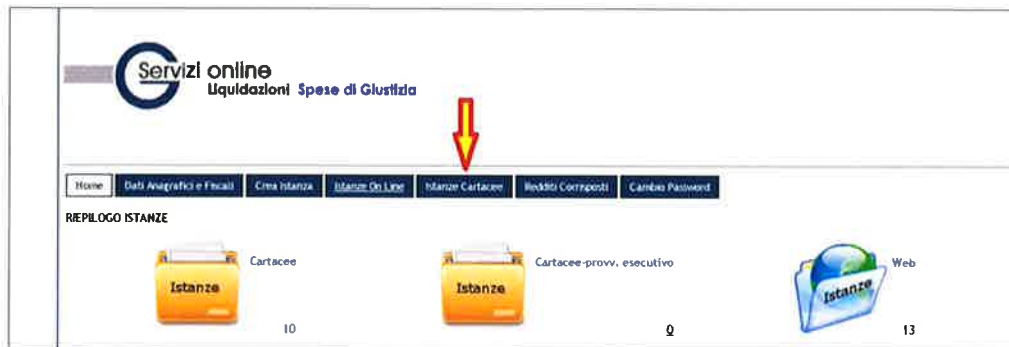 Servizi online
Liquidazioni Spese di Giustizia
Home Dati Anagrafici e Fiscali Crea Istanza Istanze On Line Istanze Cartacee Redditi Corrisposti Cambio Password
RIEPILOGO ISTANZE
Istanze Cartacee 10
Istanze Cartacee-provv. esecutivo 0
Istanze Web 13